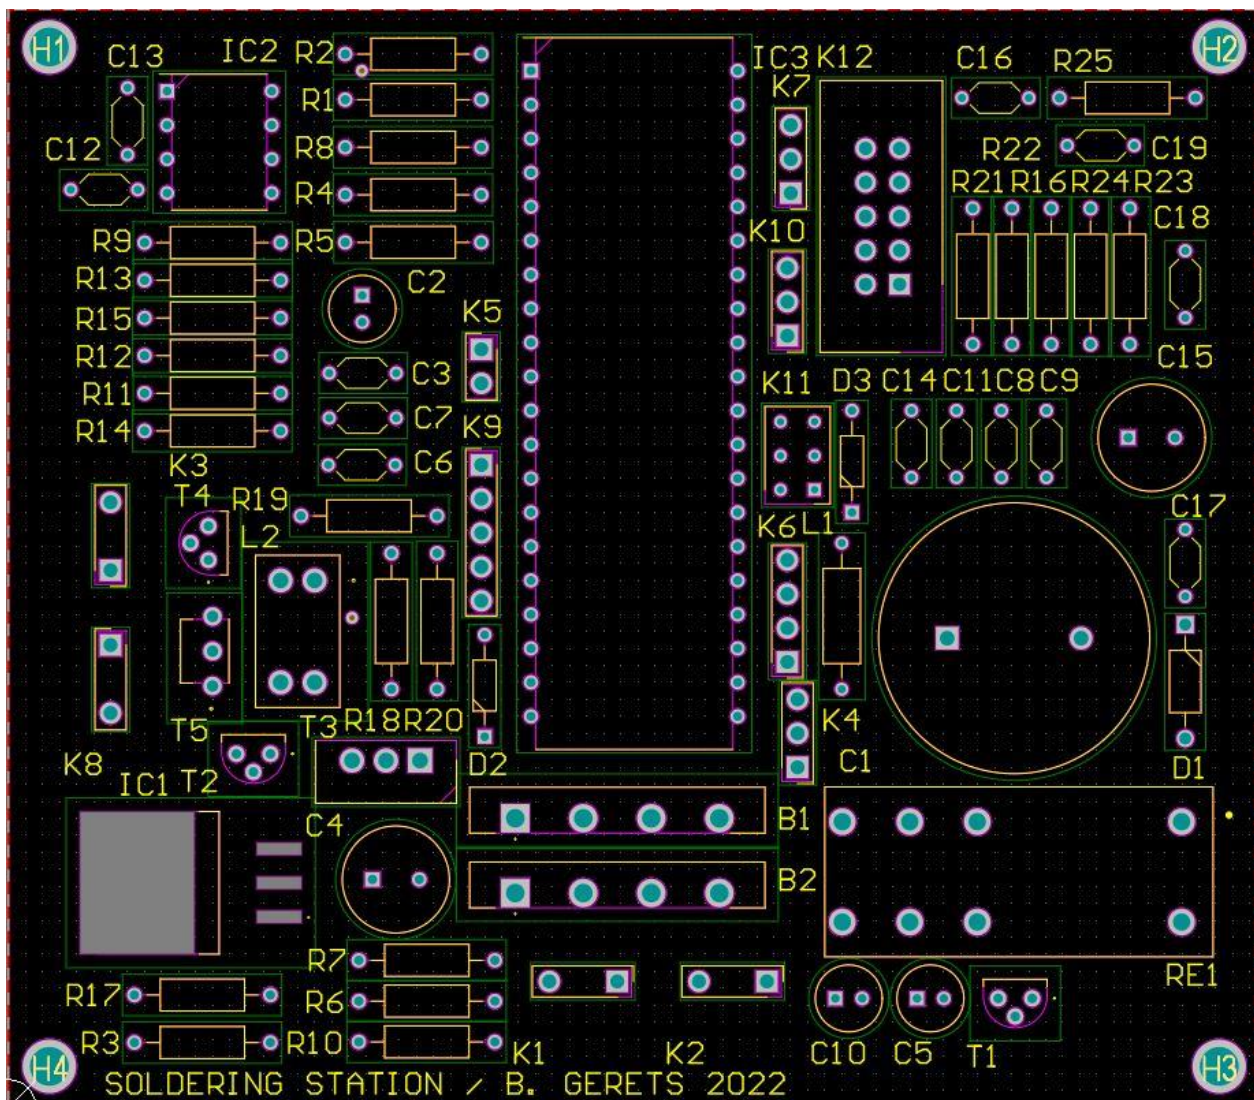 H1
C13
IC2
R2
IC3
K12
C16
R25
H2
R1
K7
C12
R8
R22
C19
R4
R21
R16
R24
R23
R9
R5
K10
C18
R13
C2
R15
K5
R12
C3
K11
D3
C14
C11
C8
C9
C15
R11
C7
R14
K9
K3
C6
T4
R19
L2
K6
L1
C17
T5
T3
R18
R20
K4
K8
IC1
T2
D2
C1
D1
C4
B1
B2
R7
R17
R6
RE1
R3
R10
K1
K2
C10
C5
T1
H4
H3
SOLDERING STATION / B. GERETS 2022